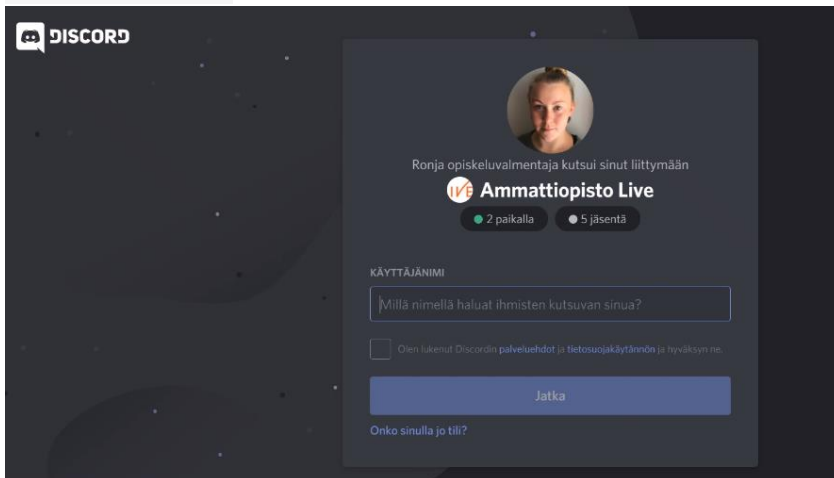 DISCORD
Ronja opiskeluvalmentaja kutsui sinut liittymään
LIVE Ammattiopisto Live
2 paikalla 5 jäsentä
KÄYTTÄJÄNIMI
Millä nimellä haluat ihmisten kutsuvan sinua?
Olen lukenut Discordin palveluehdot ja tietosuojakäytännön ja hyväksyn ne.
Jatka
Onko sinulla jo tili?